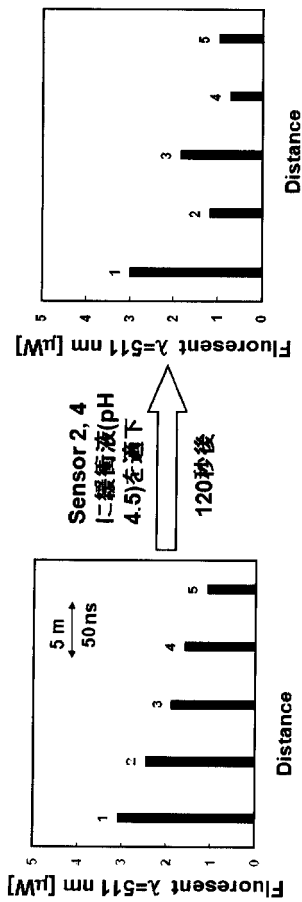 Fluoresent λ=511 nm [μW]
5
4
3
2
1
0
5 m
50 ns
1
2
3
4
5
Distance
Sensor 2, 4
に緩衝液(pH
4.5)を適下
120秒後
Fluoresent λ=511 nm [μW]
5
4
3
2
1
0
1
2
3
4
5
Distance